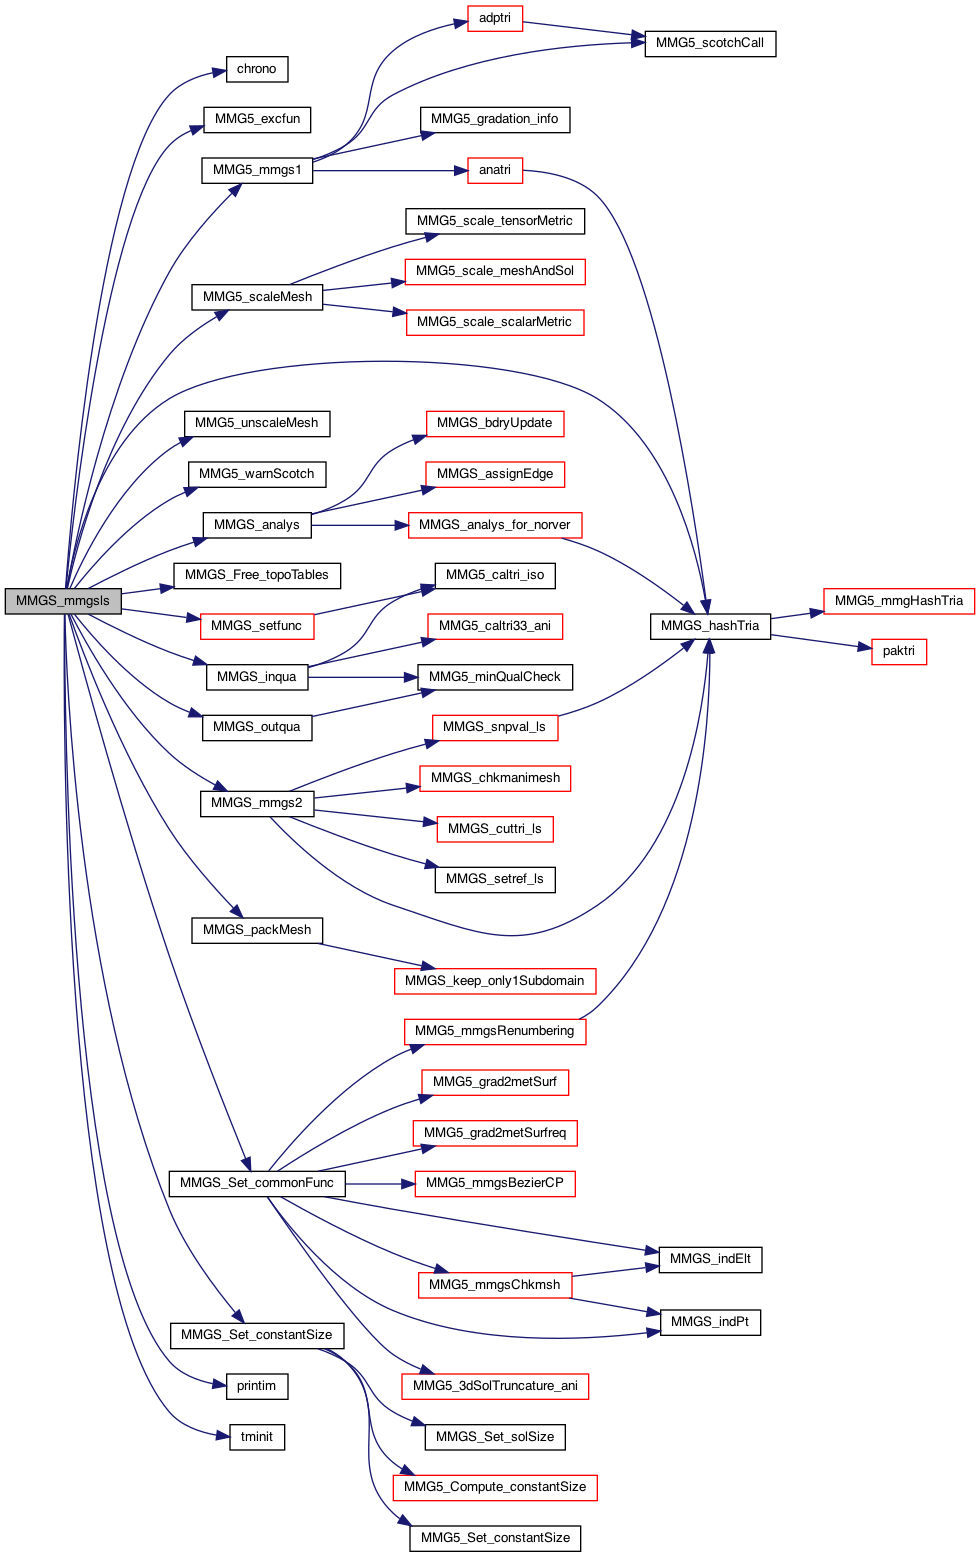 adptri
MMG5_scotchCall
chrono
MMG5_excfun
MMG5_gradation_info
MMG5_mmgs1
anatri
MMG5_scale_tensorMetric
MMG5_scale_meshAndSol
MMG5_scaleMesh
MMG5_scale_scalarMetric
MMG5_unscaleMesh
MMGS_bdryUpdate
MMG5_warnScotch
MMGS_assignEdge
MMGS_analys
MMGS_analys_for_norver
MMGS_Free_topoTables
MMG5_caltri_iso
MMGS_mmgsls
MMG5_mmgHashTria
MMGS_setfunc
MMG5_caltri33_ani
MMGS_hashTria
paktri
MMGS_inqua
MMG5_minQualCheck
MMGS_outqua
MMGS_snpval_ls
MMGS_chkmanimesh
MMGS_mmgs2
MMGS_cuttri_ls
MMGS_setref_ls
MMGS_packMesh
MMGS_keep_only1Subdomain
MMG5_mmgsRenumbering
MMG5_grad2metSurf
MMG5_grad2metSurfreq
MMGS_Set_commonFunc
MMG5_mmgsBezierCP
MMGS_indElt
MMG5_mmgsChkmsh
MMGS_indPt
MMGS_Set_constantSize
printim
MMG5_3dSolTruncature_ani
tminit
MMGS_Set_solSize
MMG5_Compute_constantSize
MMG5_Set_constantSize